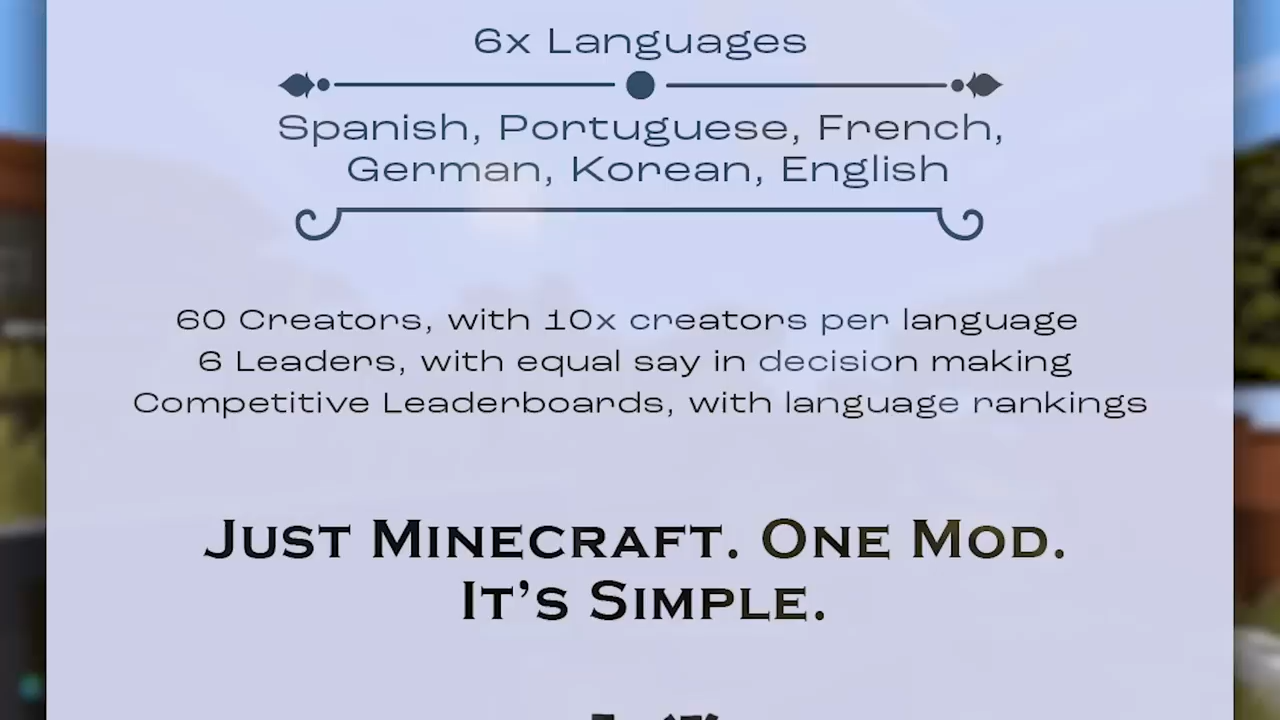 6x Languages
Spanish, Portuguese, French,
German, Korean, English
60 Creators, with 10x creators per language
6 Leaders, with equal say in decision making
Competitive Leaderboards, with language rankings
Just Minecraft. One Mod.
It’s Simple.